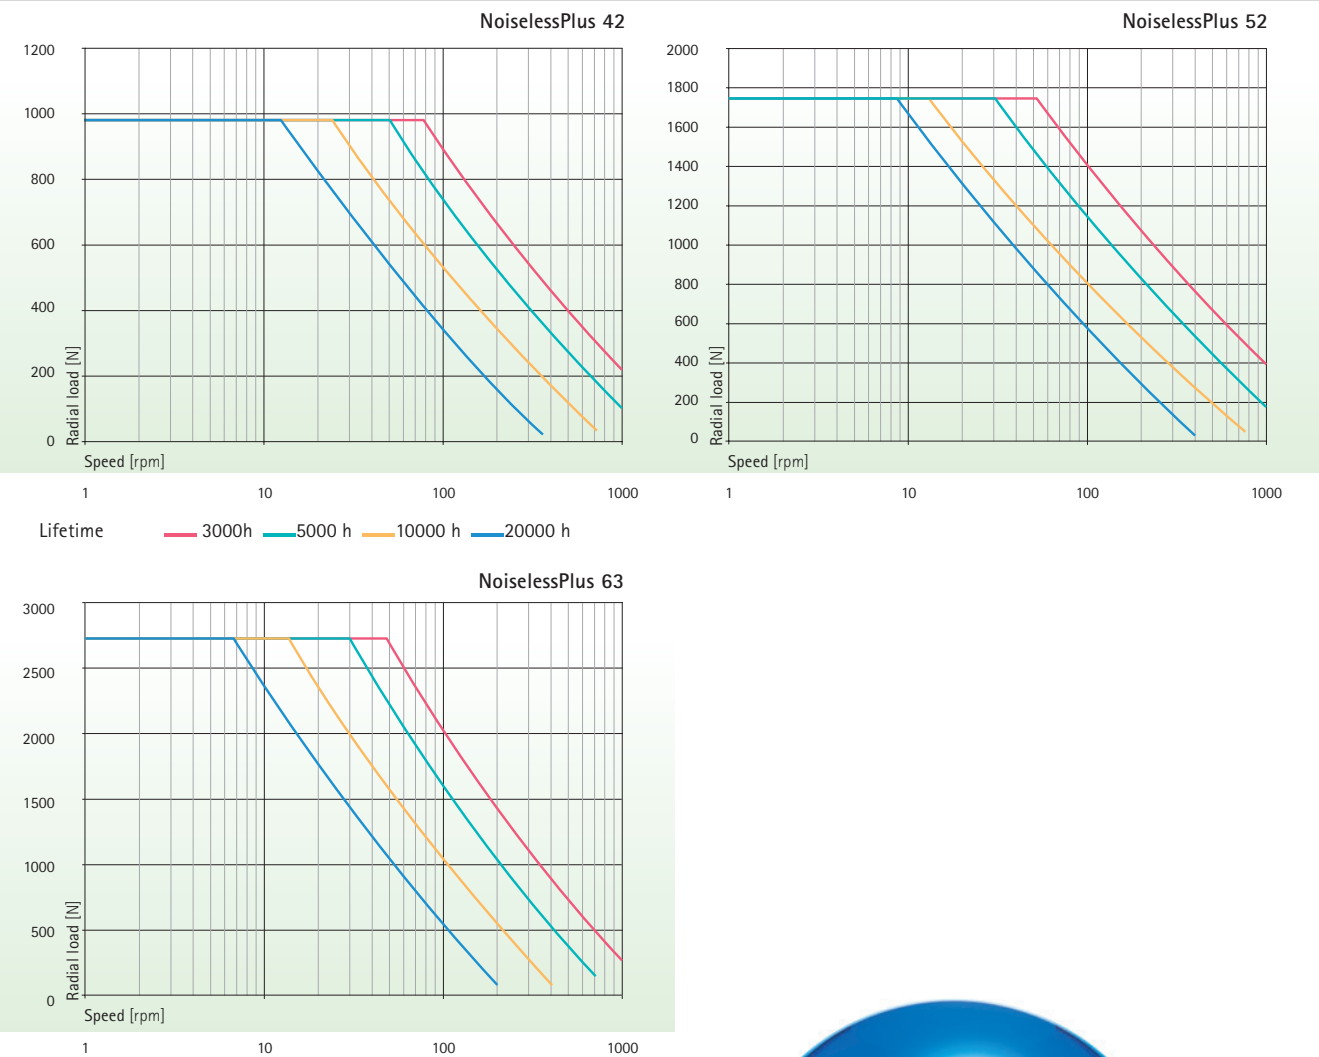 NoiselessPlus 42
1200
1000
800
600
400
200
0
Radial load [N]
Speed [rpm]
1 10 100 1000
NoiselessPlus 52
2000
1800
1600
1400
1200
1000
800
600
400
200
0
Radial load [N]
Speed [rpm]
1 10 100 1000
Lifetime 3000h 5000 h 10000 h 20000 h
NoiselessPlus 63
3000
2500
2000
1500
1000
500
0
Radial load [N]
Speed [rpm]
1 10 100 1000